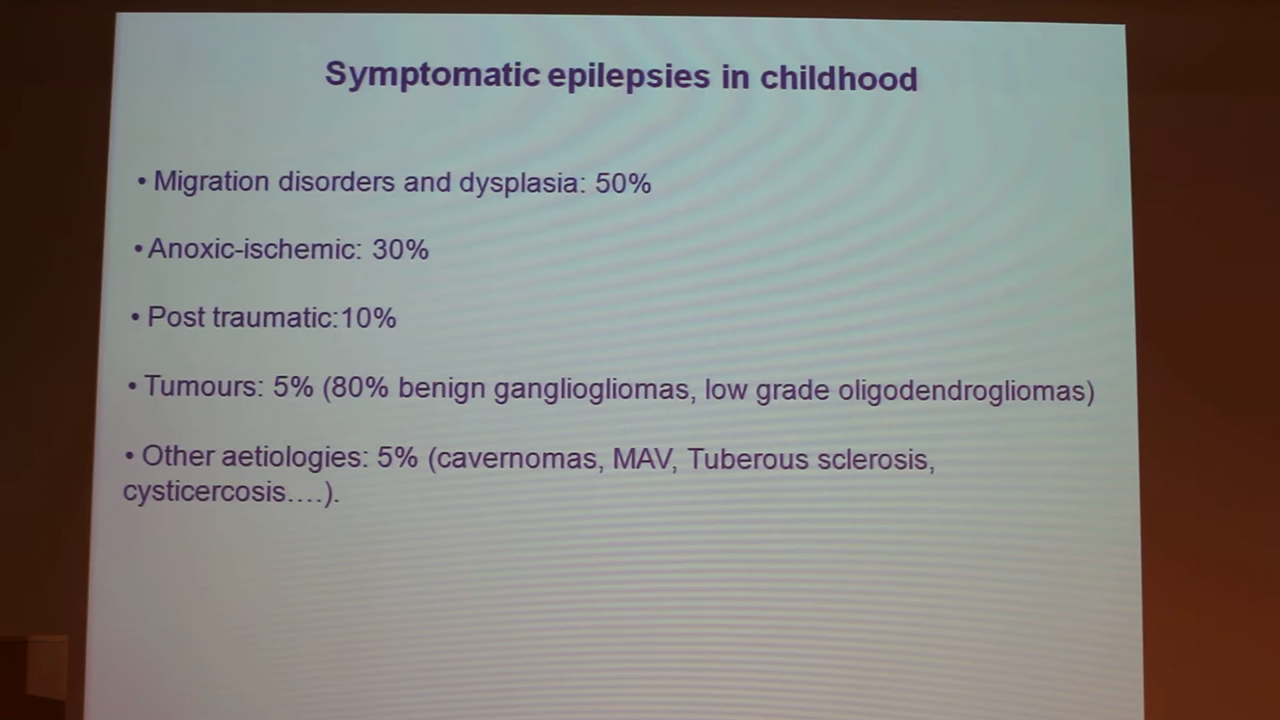 Symptomatic epilepsies in childhood
• Migration disorders and dysplasia: 50%
• Anoxic-ischemic: 30%
• Post traumatic:10%
• Tumours: 5% (80% benign gangliogliomas, low grade oligodendrogliomas)
• Other aetiologies: 5% (cavernomas, MAV, Tuberous sclerosis,
cysticercosis....).